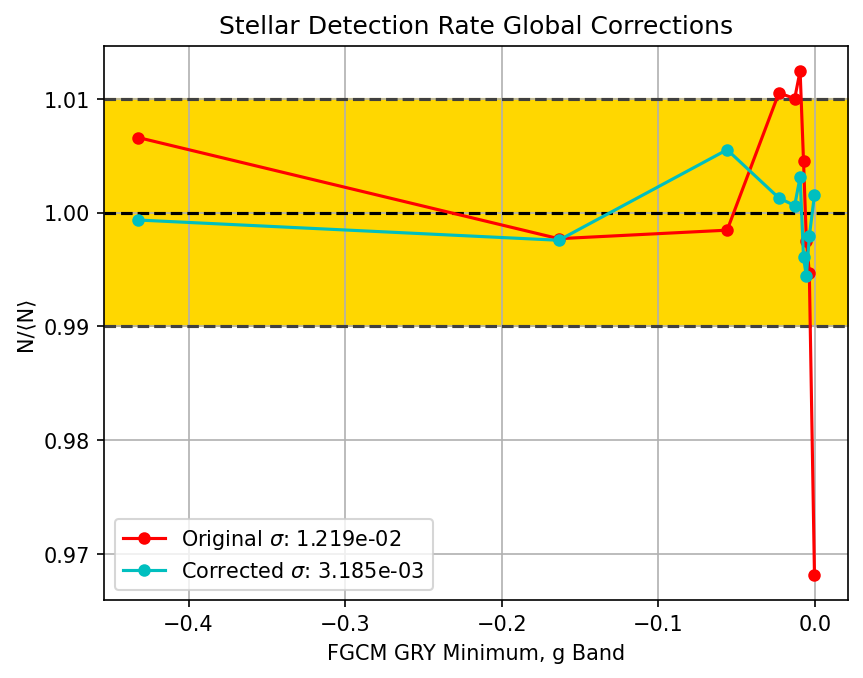 Stellar Detection Rate Global Corrections
1.01
1.00
0.99
0.98
0.97
N/⟨N⟩
Original σ: 1.219e-02
Corrected σ: 3.185e-03
−0.4 −0.3 −0.2 −0.1 0.0
FGCM GRY Minimum, g Band